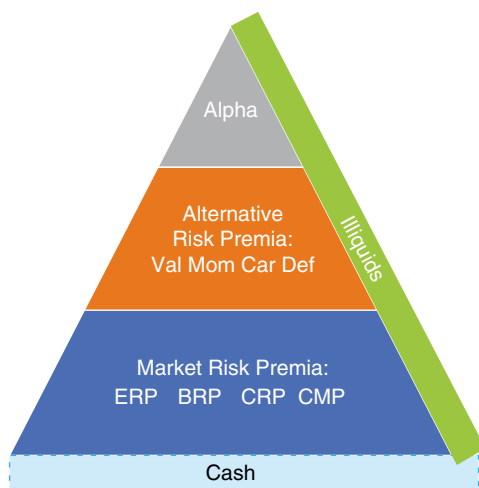 Alpha
Alternative
Risk Premia:
Val Mom Car Def
Illiquids
Market Risk Premia:
ERP BRP CRP CMP
Cash